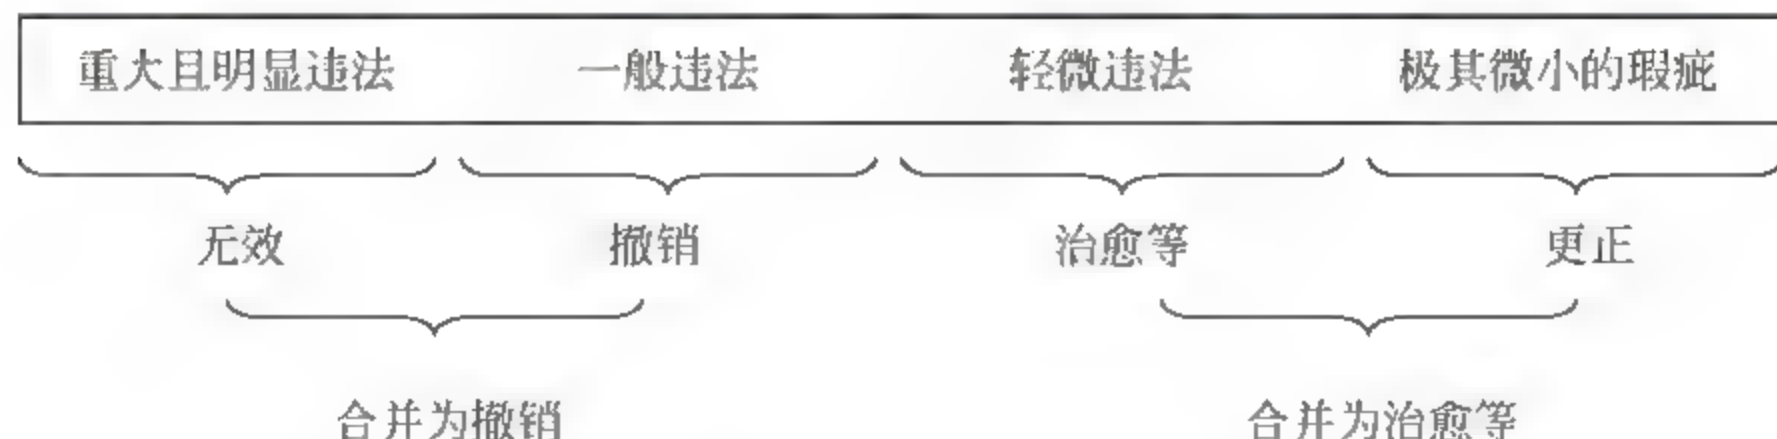 重大且明显违法 一般违法 轻微违法 极其微小的瑕疵
无效 撤销 治愈等 更正
合并为撤销 合并为治愈等